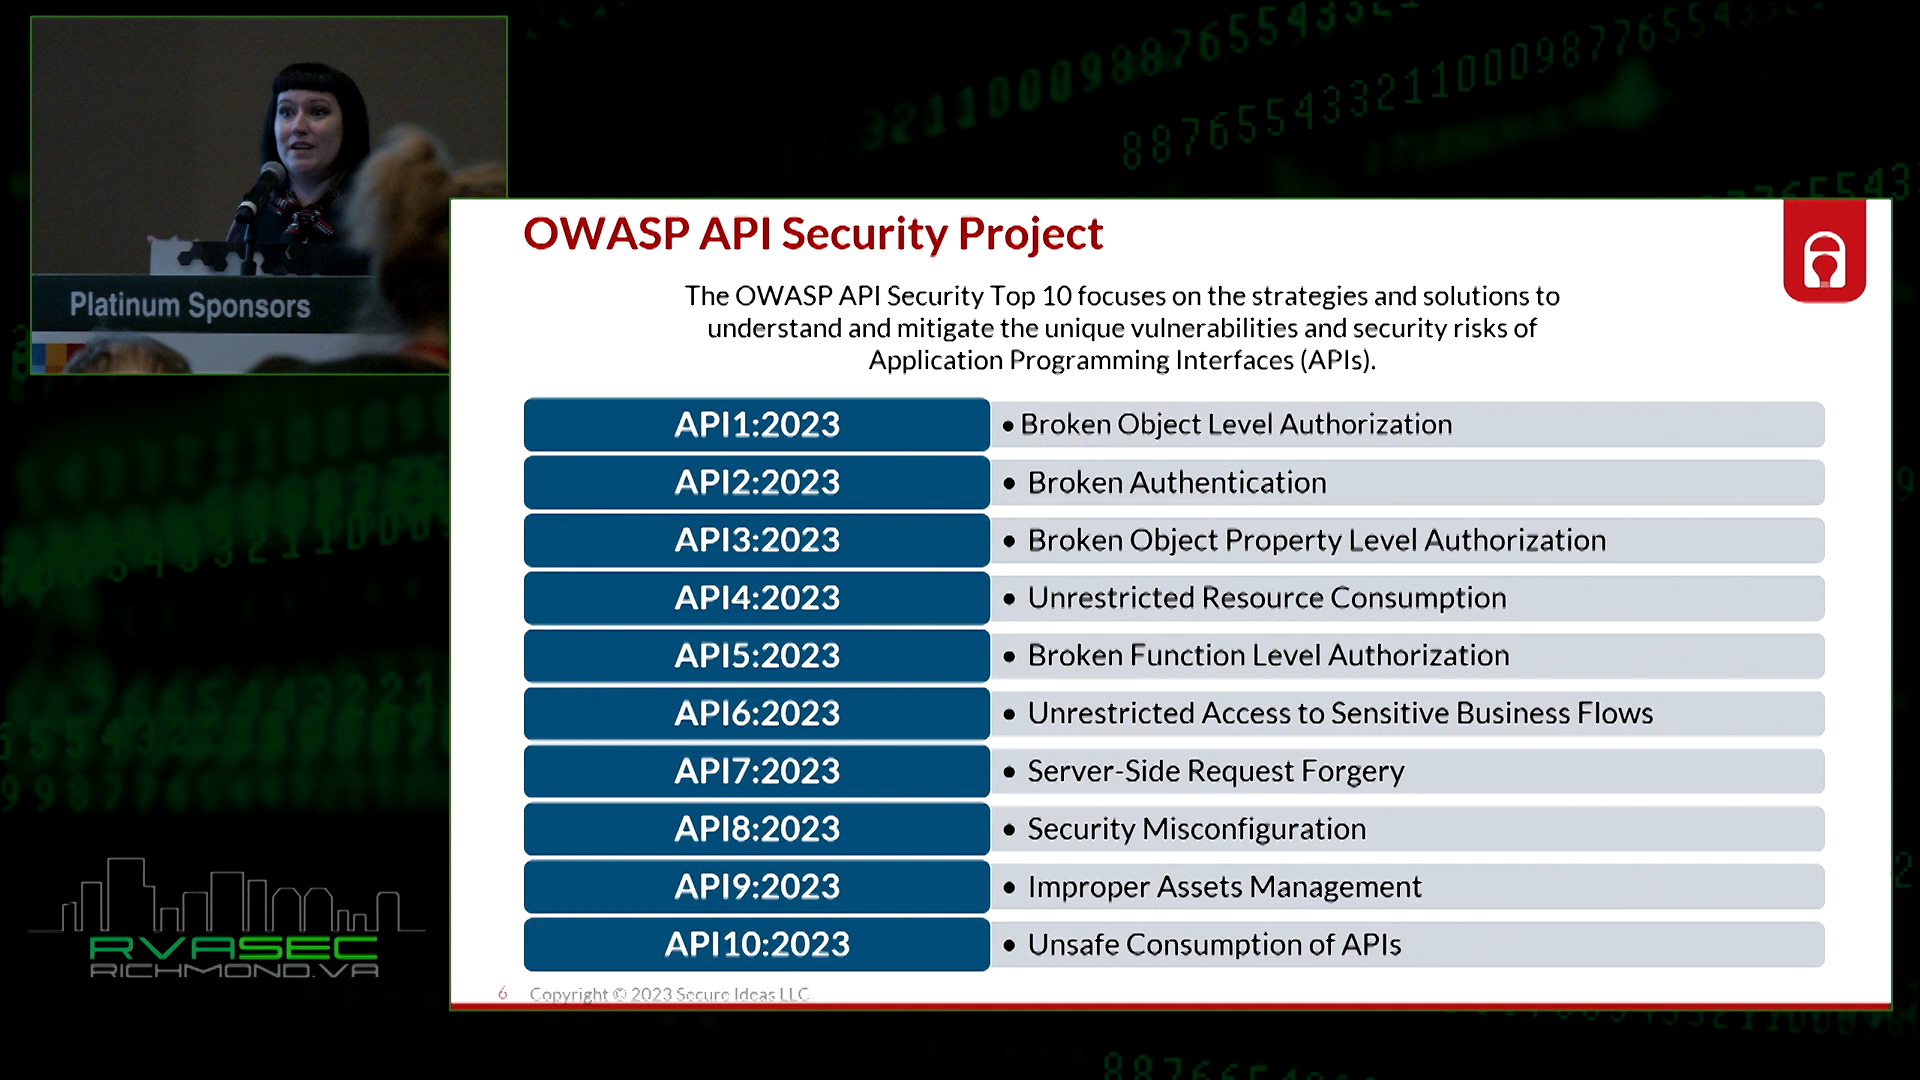 Platinum Sponsors
OWASP API Security Project
The OWASP API Security Top 10 focuses on the strategies and solutions to
understand and mitigate the unique vulnerabilities and security risks of
Application Programming Interfaces (APIs).
API1:2023
• Broken Object Level Authorization
API2:2023
• Broken Authentication
API3:2023
• Broken Object Property Level Authorization
API4:2023
• Unrestricted Resource Consumption
API5:2023
• Broken Function Level Authorization
API6:2023
• Unrestricted Access to Sensitive Business Flows
API7:2023
• Server-Side Request Forgery
API8:2023
• Security Misconfiguration
API9:2023
• Improper Assets Management
API10:2023
• Unsafe Consumption of APIs
6 Copyright © 2023 Secure Ideas LLC
RVASEC
RICHMOND.VA